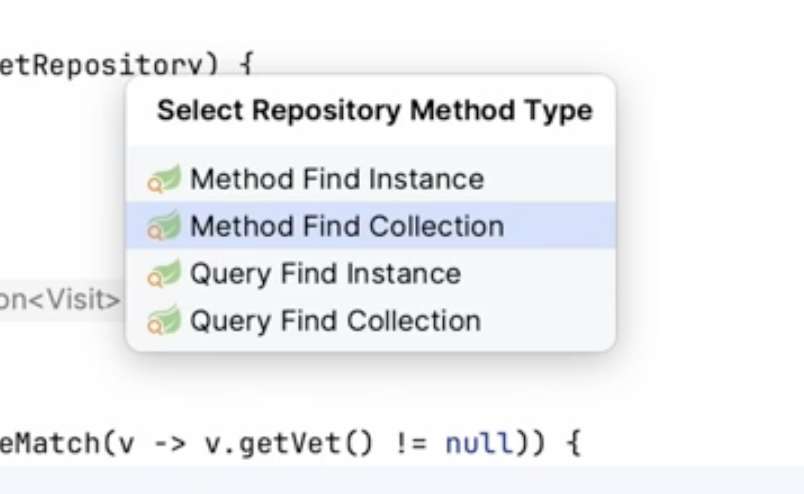 etRepository) {
Select Repository Method Type
Method Find Instance
Method Find Collection
Query Find Instance
on<Visit>
Query Find Collection
eMatch(v -> v.getVet() != null)) {